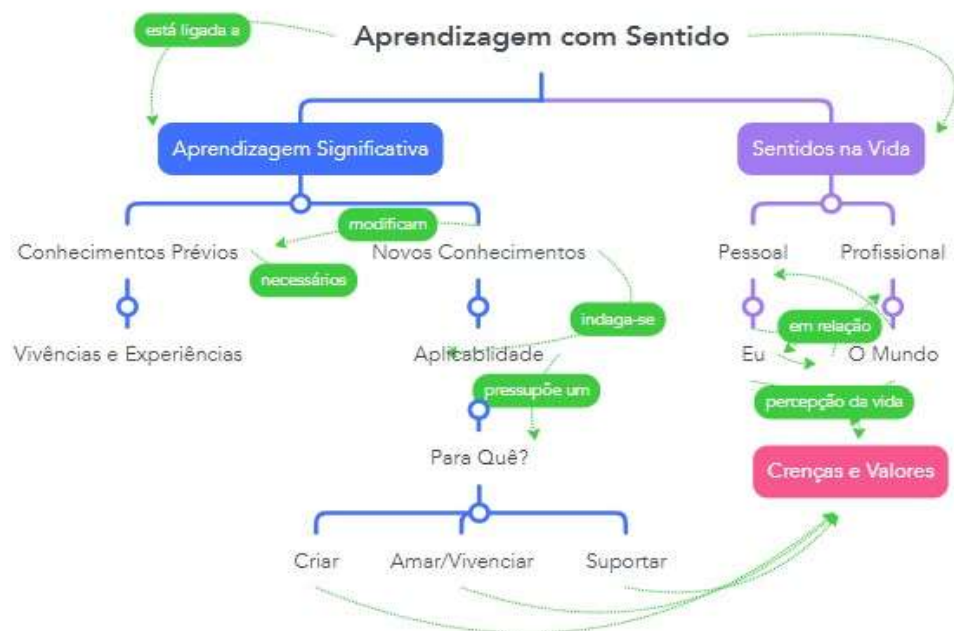 está ligada a
Aprendizagem com Sentido
Aprendizagem Significativa
Sentidos na Vida
modificam
Conhecimentos Prévios
Novos Conhecimentos
Pessoal
Profissional
necessários
indaga-se
em relação
Vivências e Experiências
Aplicablidade
Eu
O Mundo
pressupõe um
percepção da vida
Para Quê?
Crenças e Valores
Criar
Amar/Vivenciar
Suportar